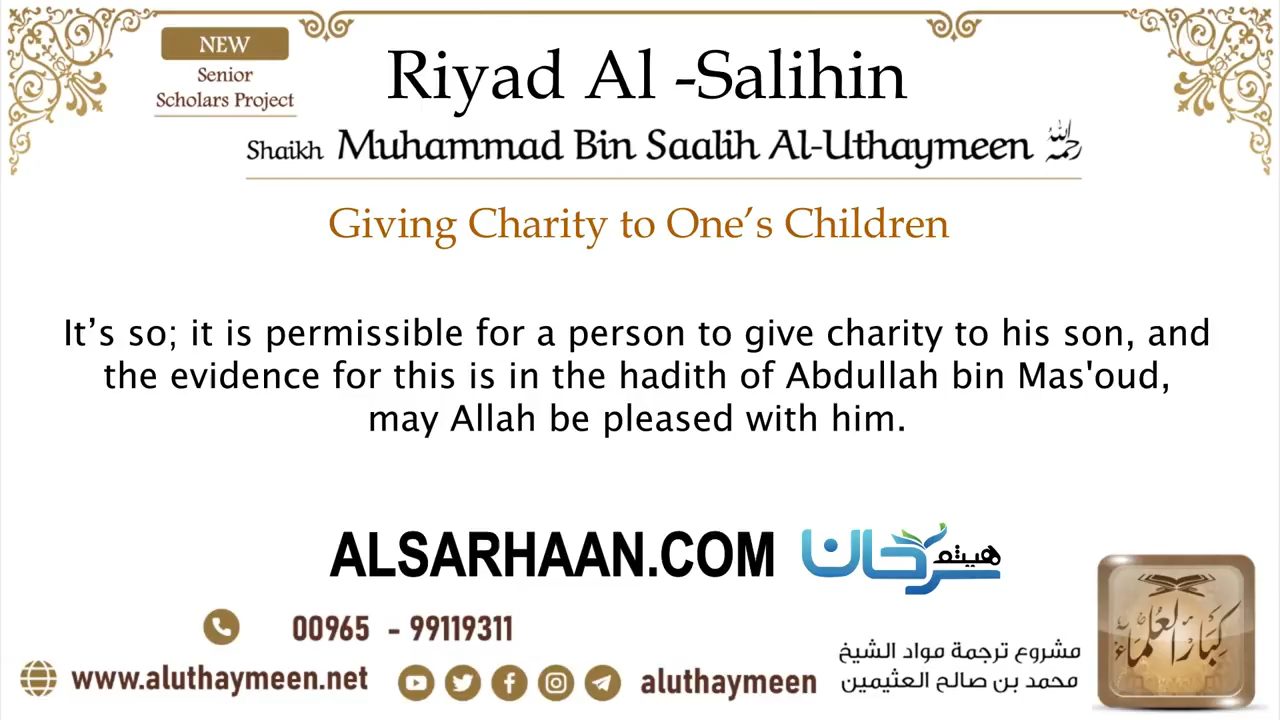 NEW
Senior
Scholars Project
Riyad Al -Salihin
Shaikh Muhammad Bin Saalih Al-Uthaymeen رحمه الله
Giving Charity to One’s Children
It’s so; it is permissible for a person to give charity to his son, and
the evidence for this is in the hadith of Abdullah bin Mas'oud,
may Allah be pleased with him.
ALSARHAAN.COM هيثم سرحان
00965 - 99119311
www.aluthaymeen.net aluthaymeen
مشروع ترجمة مواد الشيخ
محمد بن صالح العثيمين
كبار العلماء